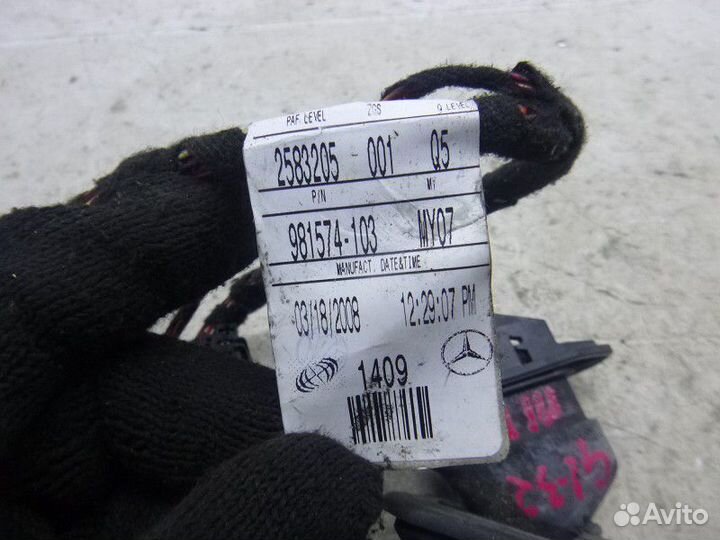 PAF LEVEL ZGS Q.LEVEL
2583205 001 Q5
P/N MY
981574-103 MY07
MANUFACT. DATE&TIME
03/18/2008 12:29:07 PM
1409
Avito